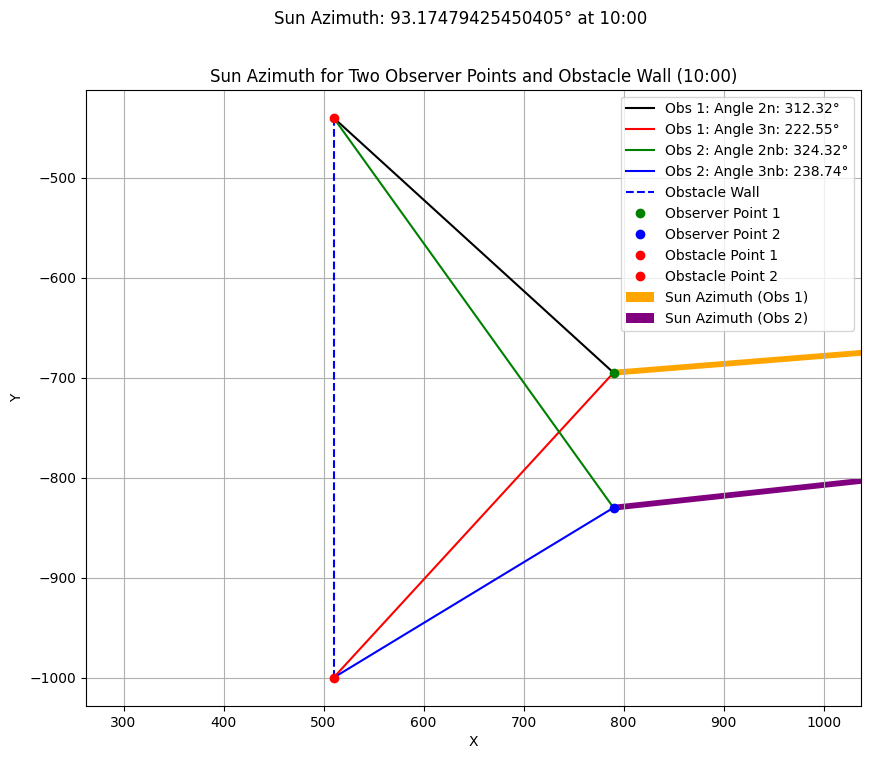 Sun Azimuth: 93.17479425450405° at 10:00
Sun Azimuth for Two Observer Points and Obstacle Wall (10:00)
Obs 1: Angle 2n: 312.32°
Obs 1: Angle 3n: 222.55°
Obs 2: Angle 2nb: 324.32°
Obs 2: Angle 3nb: 238.74°
Obstacle Wall
Observer Point 1
Observer Point 2
Obstacle Point 1
Obstacle Point 2
Sun Azimuth (Obs 1)
Sun Azimuth (Obs 2)
Y
−500
−600
−700
−800
−900
−1000
300
400
500
600
700
800
900
1000
X